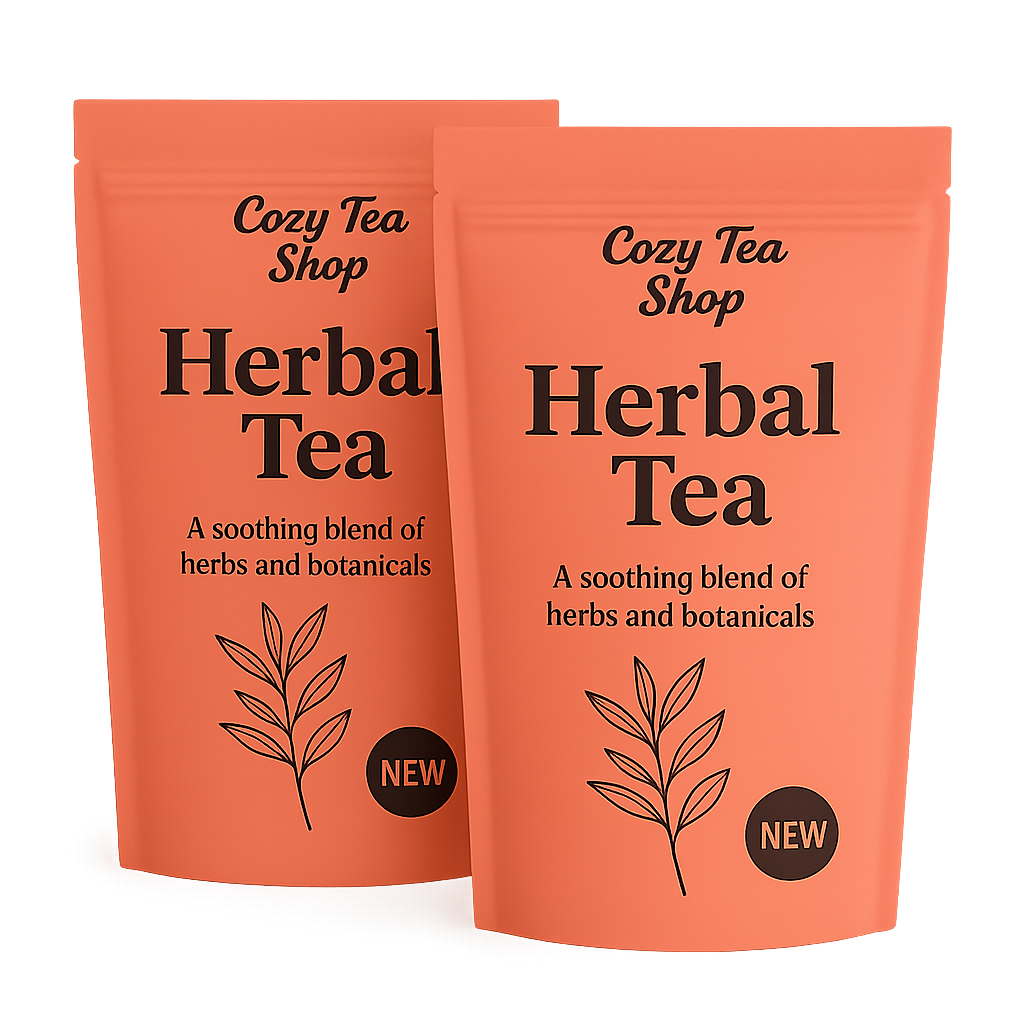 Cozy Tea
Shop
Herbal
Tea
A soothing blend of
herbs and botanicals
NEW
Cozy Tea
Shop
Herbal
Tea
A soothing blend of
herbs and botanicals
NEW